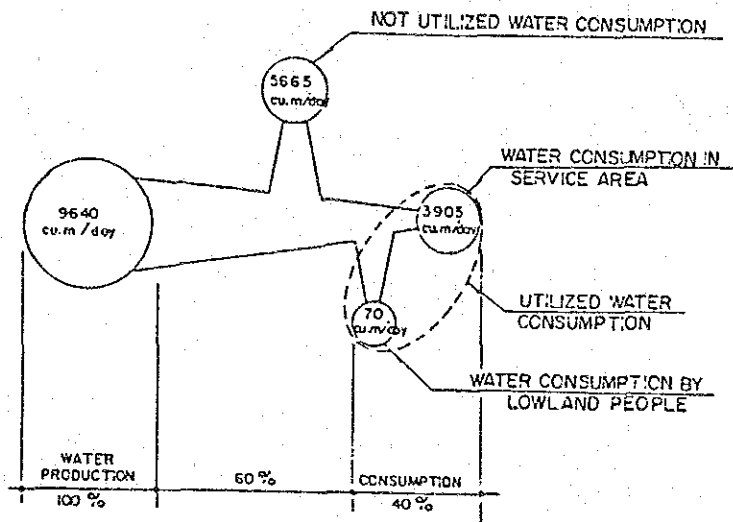 NOT UTILIZED WATER CONSUMPTION
5665
cu.m/day
WATER CONSUMPTION IN
SERVICE AREA
9640
cu.m/day
3905
cu.m/day
UTILIZED WATER
CONSUMPTION
70
cu.m/day
WATER CONSUMPTION BY
LOWLAND PEOPLE
WATER
PRODUCTION
60 %
CONSUMPTION
100 %
40 %